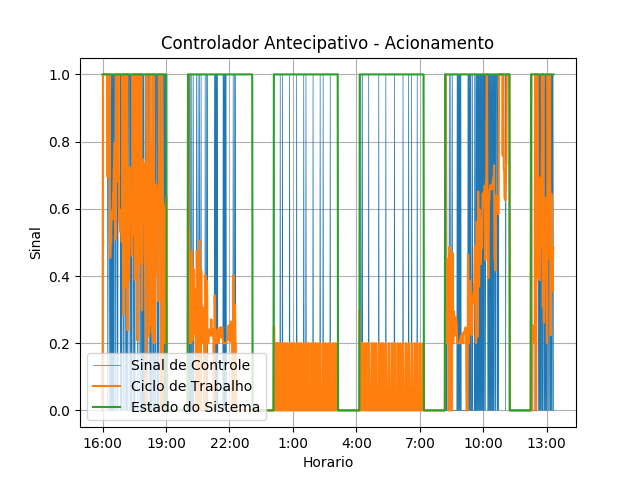 Controlador Antecipativo - Acionamento
1.0
0.8
0.6
0.4
0.2
0.0
Sinal
Sinal de Controle
Ciclo de Trabalho
Estado do Sistema
16:00 19:00 22:00 1:00 4:00 7:00 10:00 13:00
Horario